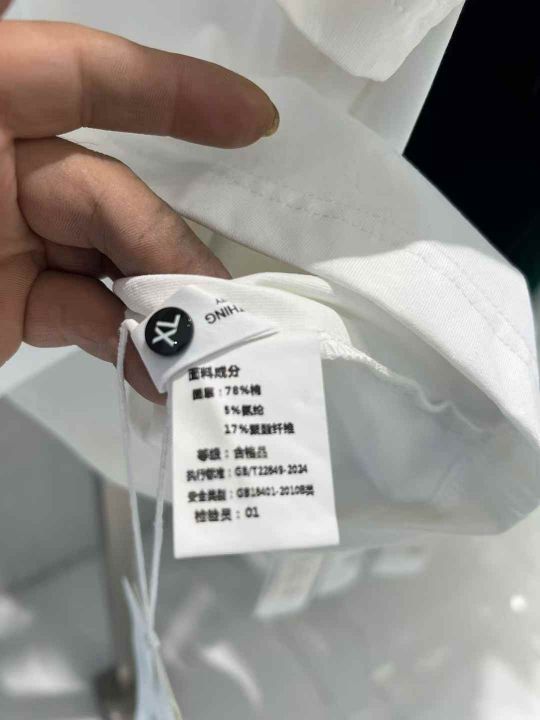 XL
THING
面料成分
面层：78%棉
5%氨纶
17%聚酯纤维
等级：合格品
执行标准：GB/T22849-2024
安全类别：GB18401-2010B类
检验员：01